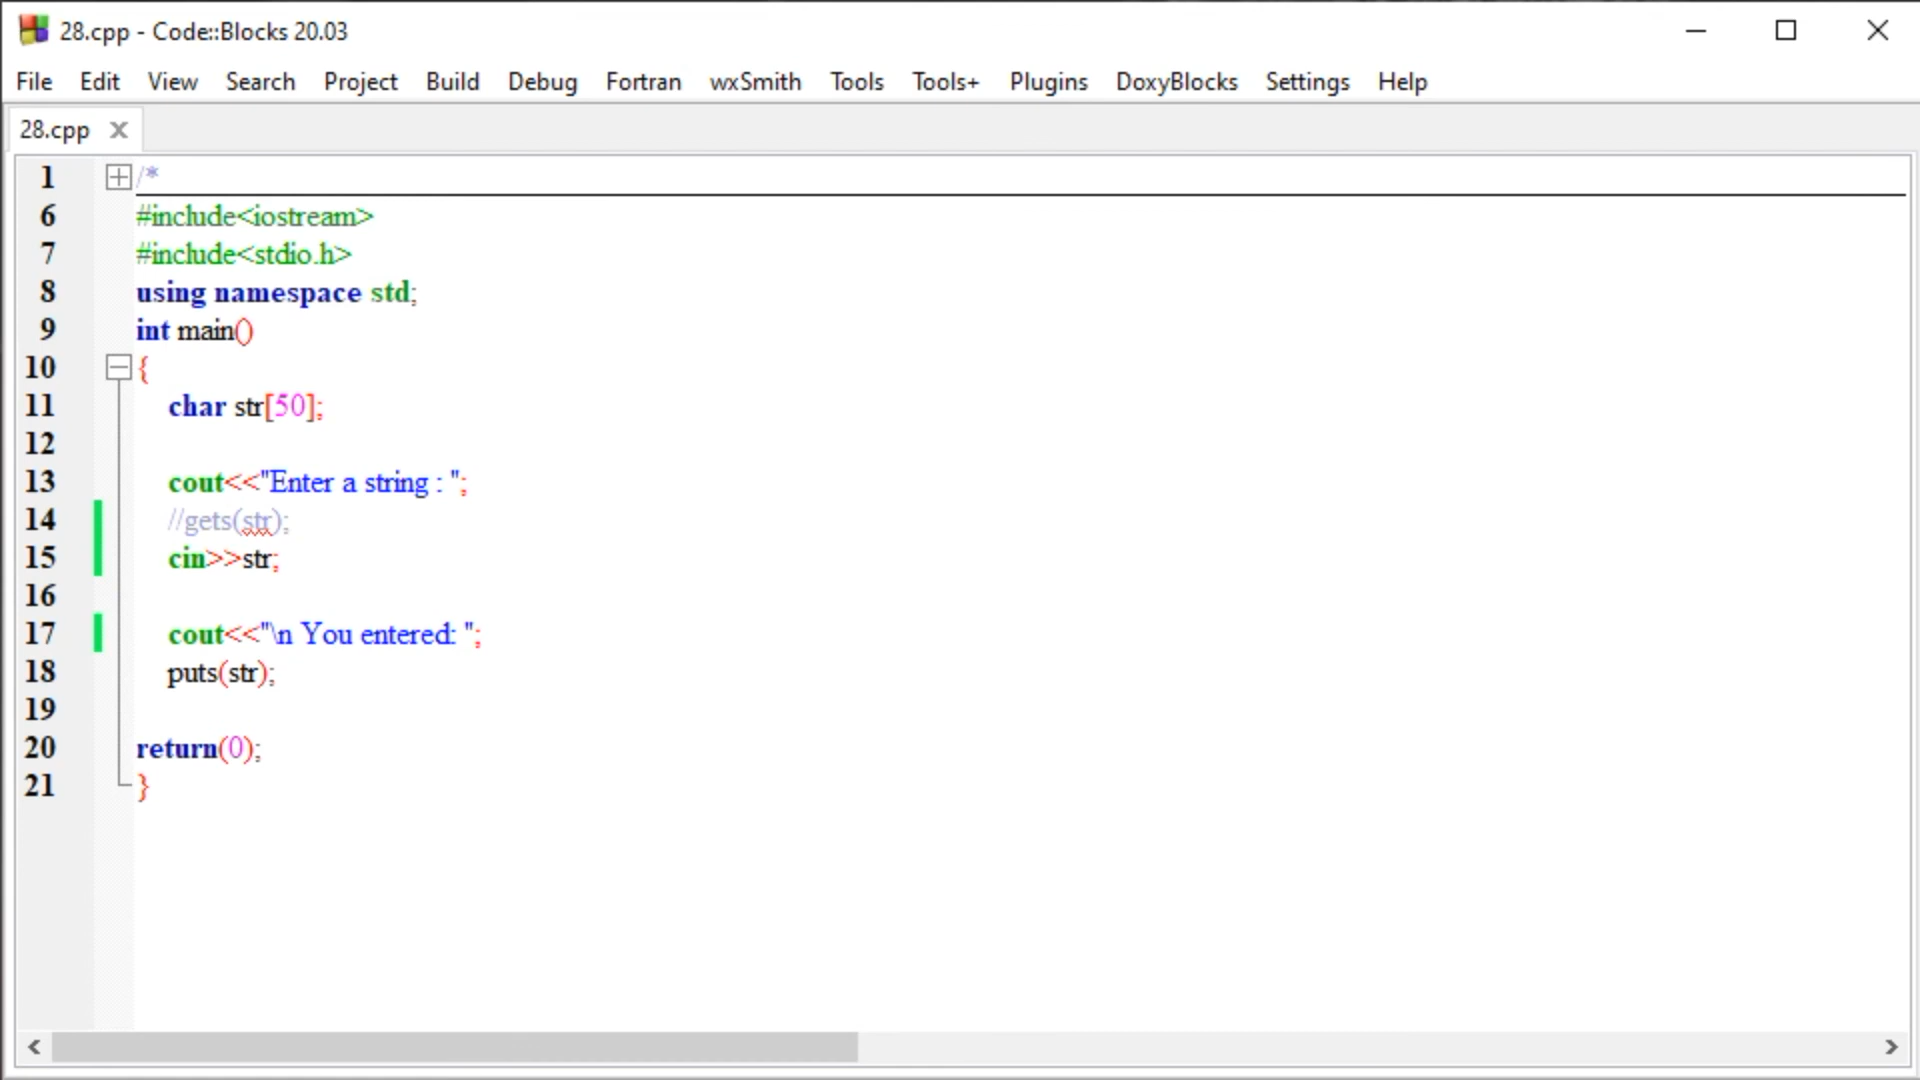 28.cpp - Code::Blocks 20.03
File Edit View Search Project Build Debug Fortran wxSmith Tools Tools+ Plugins DoxyBlocks Settings Help
28.cpp
1 /*
6 #include<iostream>
7 #include<stdio.h>
8 using namespace std;
9 int main()
10 {
11 char str[50];
12
13 cout<<"Enter a string : ";
14 //gets(str);
15 cin>>str;
16
17 cout<<"\n You entered: ";
18 puts(str);
19
20 return(0);
21 }